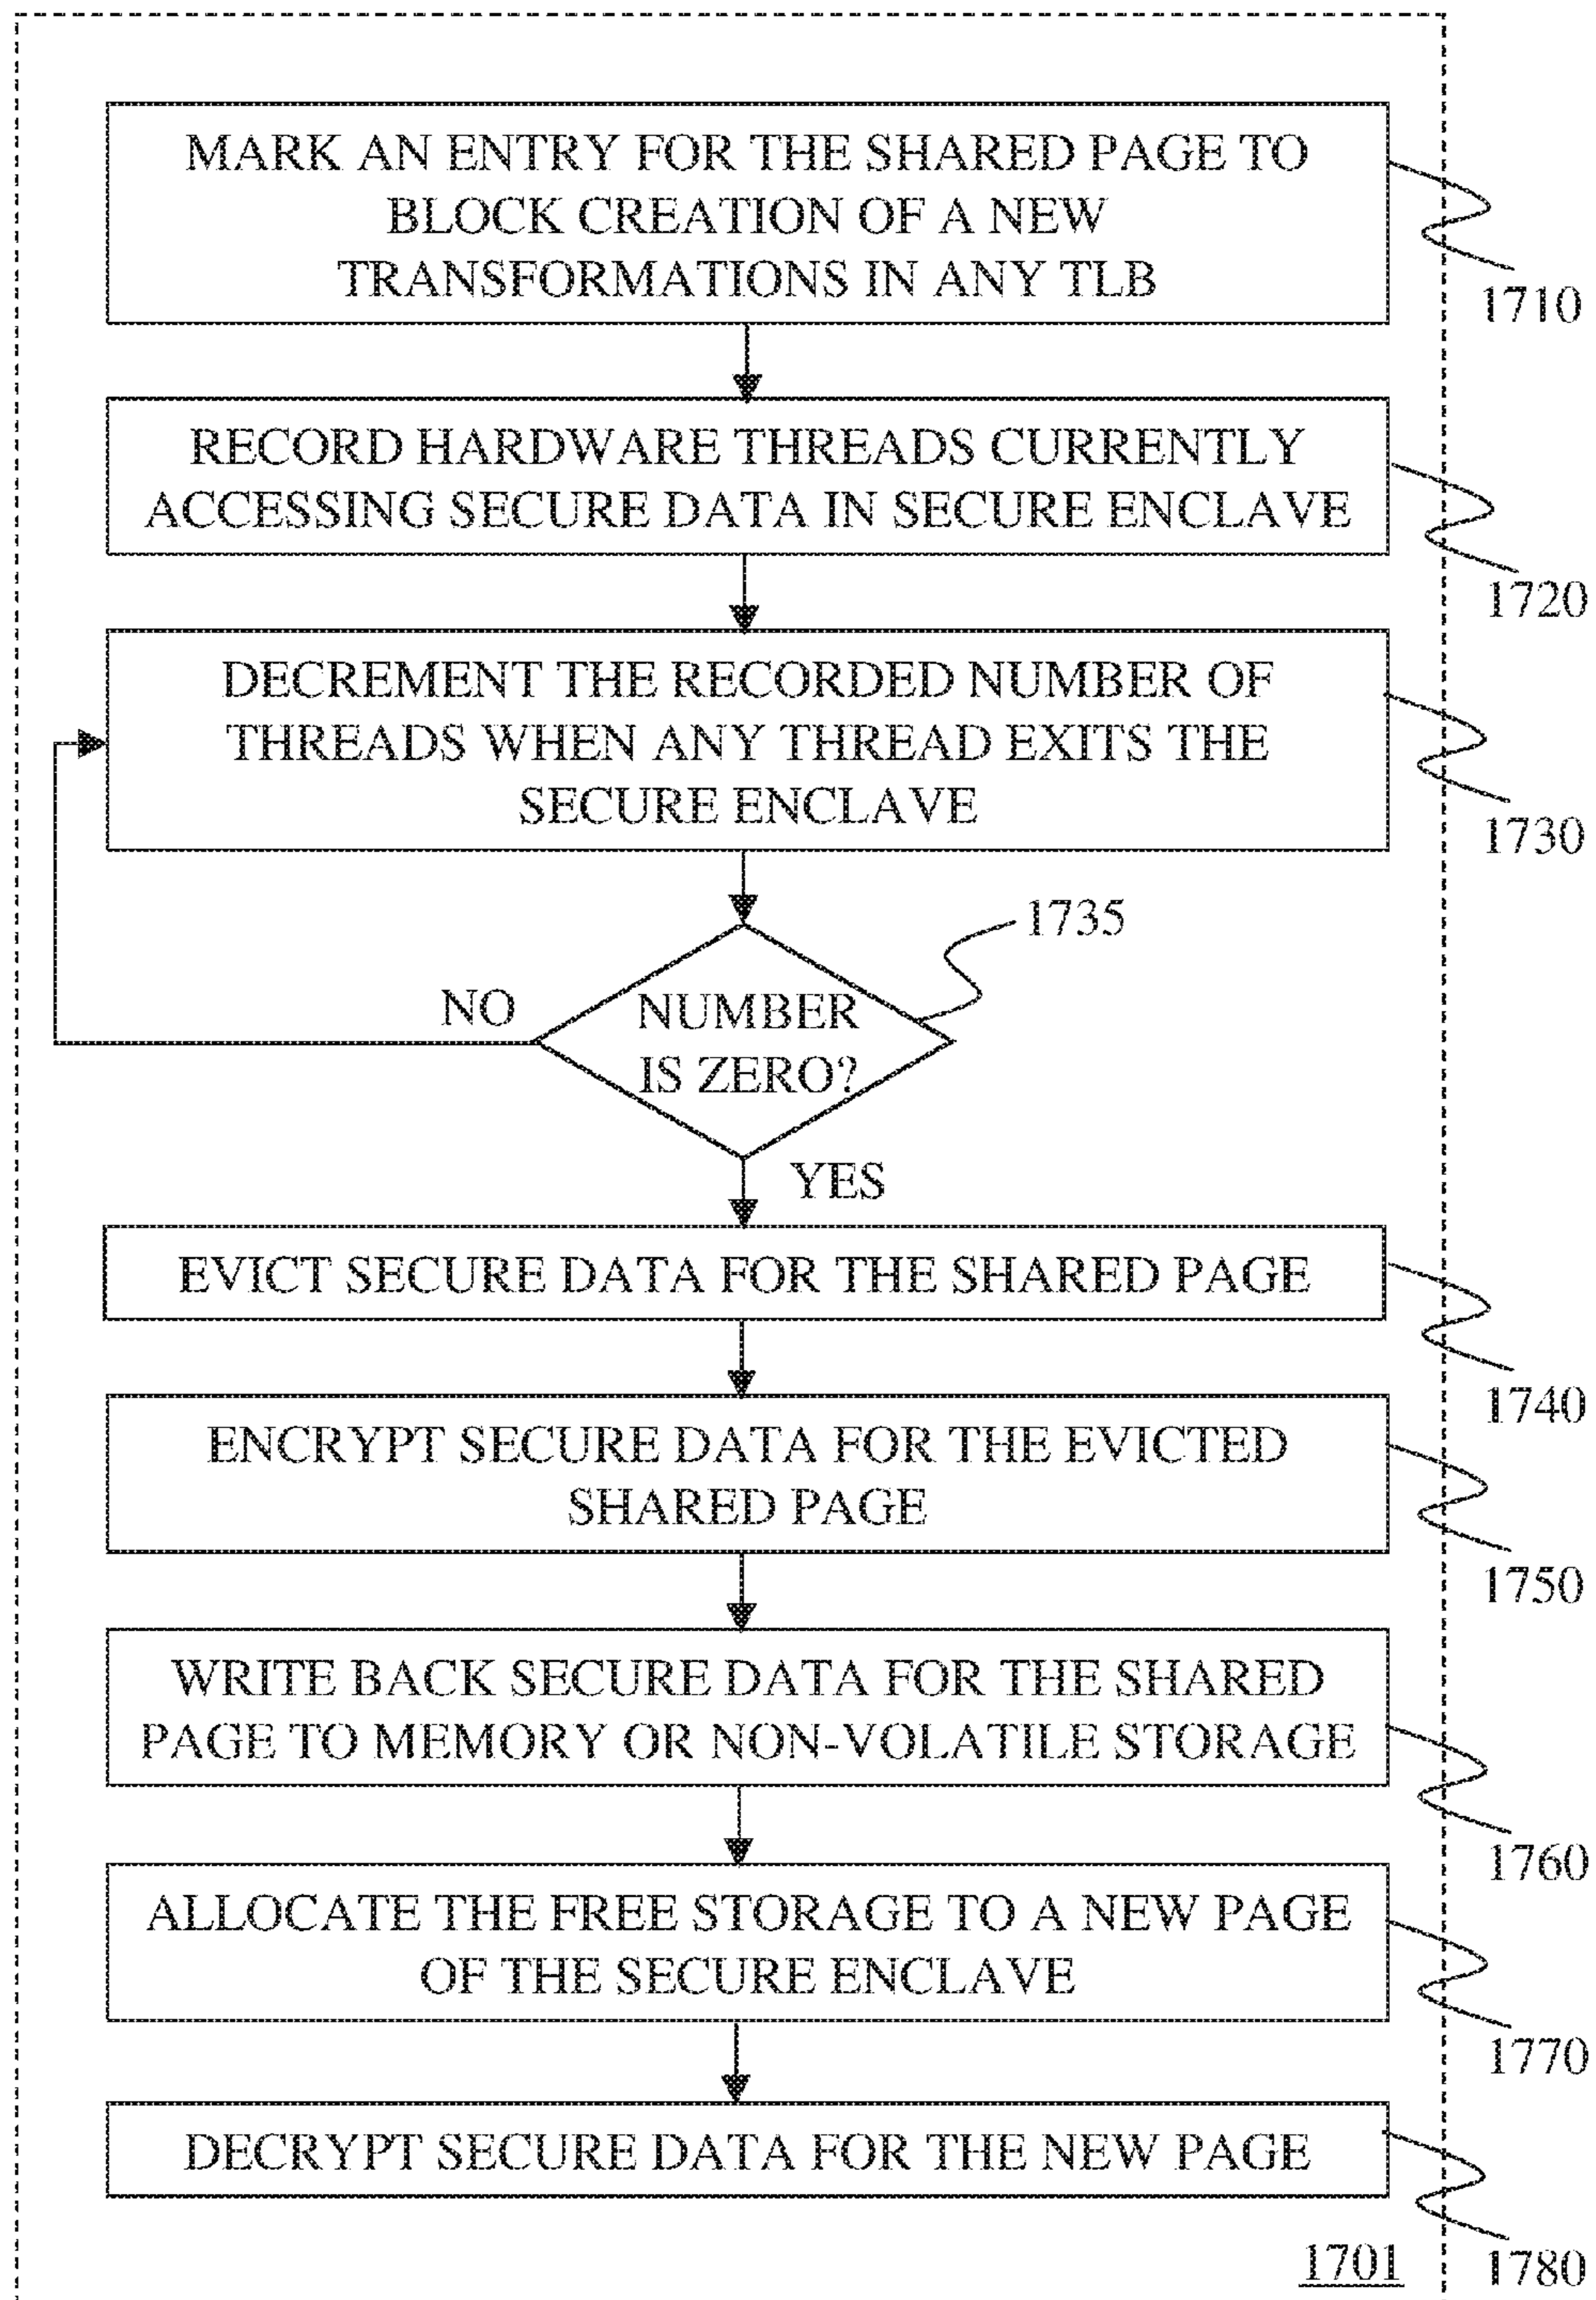 MARK AN ENTRY FOR THE SHARED PAGE TO
BLOCK CREATION OF A NEW
TRANSFORMATIONS IN ANY TLB
1710
RECORD HARDWARE THREADS CURRENTLY
ACCESSING SECURE DATA IN SECURE ENCLAVE
1720
DECREMENT THE RECORDED NUMBER OF
THREADS WHEN ANY THREAD EXITS THE
SECURE ENCLAVE
1730
1735
NO
NUMBER
IS ZERO?
YES
EVICT SECURE DATA FOR THE SHARED PAGE
1740
ENCRYPT SECURE DATA FOR THE EVICTED
SHARED PAGE
1750
WRITE BACK SECURE DATA FOR THE SHARED
PAGE TO MEMORY OR NON-VOLATILE STORAGE
1760
ALLOCATE THE FREE STORAGE TO A NEW PAGE
OF THE SECURE ENCLAVE
1770
DECRYPT SECURE DATA FOR THE NEW PAGE
1780
1701